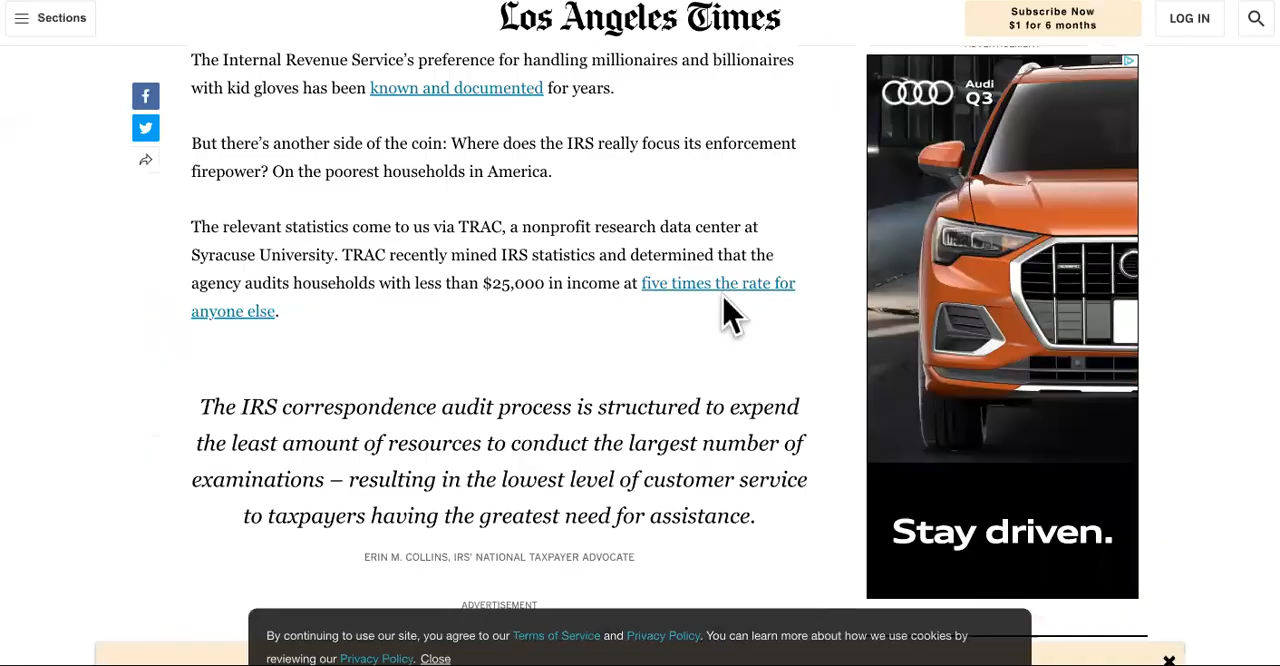 Sections
Los Angeles Times
Subscribe Now
$1 for 6 months
LOG IN
ADVERTISEMENT
The Internal Revenue Service’s preference for handling millionaires and billionaires
with kid gloves has been known and documented for years.
But there’s another side of the coin: Where does the IRS really focus its enforcement
firepower? On the poorest households in America.
The relevant statistics come to us via TRAC, a nonprofit research data center at
Syracuse University. TRAC recently mined IRS statistics and determined that the
agency audits households with less than $25,000 in income at five times the rate for
anyone else.
The IRS correspondence audit process is structured to expend
the least amount of resources to conduct the largest number of
examinations – resulting in the lowest level of customer service
to taxpayers having the greatest need for assistance.
ERIN M. COLLINS, IRS’ NATIONAL TAXPAYER ADVOCATE
ADVERTISEMENT
Audi
Q3
Stay driven.
By continuing to use our site, you agree to our Terms of Service and Privacy Policy. You can learn more about how we use cookies by
reviewing our Privacy Policy. Close